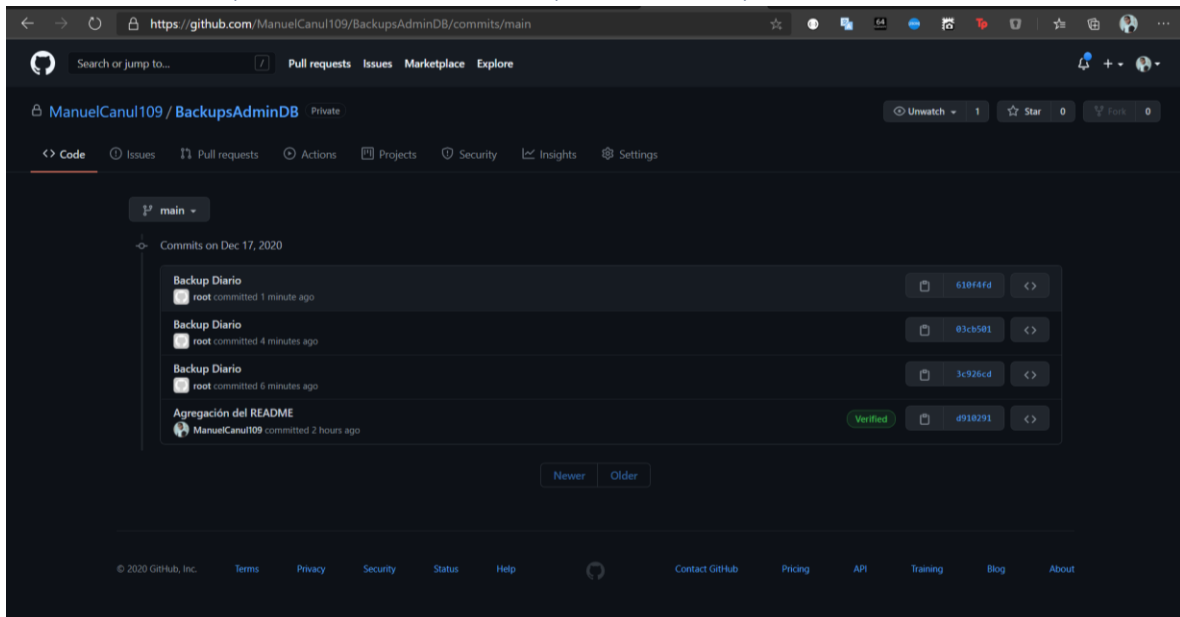 https://github.com/ManuelCanul109/BackupsAdminDB/commits/main
Search or jump to... / Pull requests Issues Marketplace Explore
ManuelCanul109 / BackupsAdminDB Private Unwatch 1 Star 0 Fork 0
Code Issues Pull requests Actions Projects Security Insights Settings
main
Commits on Dec 17, 2020
Backup Diario
root committed 1 minute ago 610f4fd
Backup Diario
root committed 4 minutes ago 03cb501
Backup Diario
root committed 6 minutes ago 3c926cd
Agregación del README
ManuelCanul109 committed 2 hours ago Verified d910291
Newer Older
© 2020 GitHub, Inc. Terms Privacy Security Status Help Contact GitHub Pricing API Training Blog About